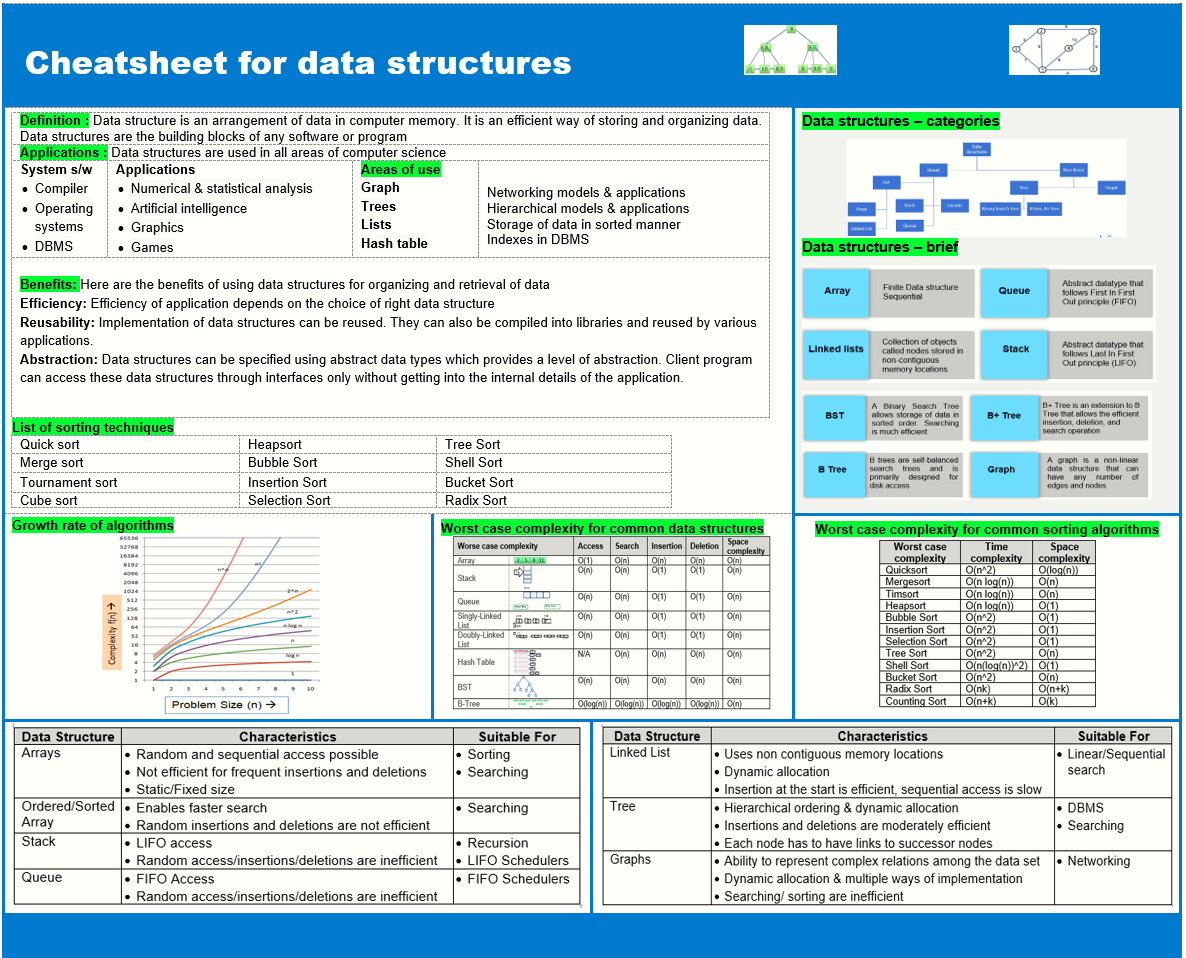 Cheatsheet for data structures
Definition : Data structure is an arrangement of data in computer memory. It is an efficient way of storing and organizing data.
Data structures are the building blocks of any software or program
Applications : Data structures are used in all areas of computer science
System s/w
• Compiler
• Operating
systems
• DBMS
Applications
• Numerical & statistical analysis
• Artificial intelligence
• Graphics
• Games
Areas of use
Graph
Trees
Lists
Hash table
Networking models & applications
Hierarchical models & applications
Storage of data in sorted manner
Indexes in DBMS
Benefits: Here are the benefits of using data structures for organizing and retrieval of data
Efficiency: Efficiency of application depends on the choice of right data structure
Reusability: Implementation of data structures can be reused. They can also be compiled into libraries and reused by various
applications.
Abstraction: Data structures can be specified using abstract data types which provides a level of abstraction. Client program
can access these data structures through interfaces only without getting into the internal details of the application.
List of sorting techniques
Quick sort Heapsort Tree Sort
Merge sort Bubble Sort Shell Sort
Tournament sort Insertion Sort Bucket Sort
Cube sort Selection Sort Radix Sort
Data structures – categories
Data
Structures
Linear
List
Array
Linked List
Stack
Queue
Tree
Graph
Binary Search Tree
B tree, B+ Tree
Data structures – brief
Array
Finite Data structure
Sequential
Queue
Abstract datatype that
follows First In First
Out principle (FIFO)
Linked lists
Collection of objects
called nodes stored in
non-contiguous
memory locations
Stack
Abstract datatype that
follows Last In First
Out principle (LIFO)
BST
A Binary Search Tree
allows storage of data in
sorted order. Searching
is much efficient
B+ Tree
B+ Tree is an extension to B
Tree that allows the efficient
insertion, deletion, and
search operation
B Tree
B trees are self-balanced
search trees and is
primarily designed for
disk access
Graph
A graph is a non-linear
data structure that can
have any number of
edges and nodes
Growth rate of algorithms
65536
32768
16384
8192
4096
2048
1024
512
256
128
64
32
16
8
4
2
1
Complexity f(n) →
n^n
n!
2^n
n^2
n log n
n
log n
1
1 2 3 4 5 6 7 8 9 10
Problem Size (n) →
Worst case complexity for common data structures
Worse case complexity Access Search Insertion Deletion Space
complexity
Array O(1) O(n) O(n) O(n) O(n)
Stack O(n) O(n) O(1) O(1) O(n)
Queue O(n) O(n) O(1) O(1) O(n)
Singly-Linked
List O(n) O(n) O(1) O(1) O(n)
Doubly-Linked
List O(n) O(n) O(1) O(1) O(n)
Hash Table N/A O(n) O(n) O(n) O(n)
BST O(n) O(n) O(n) O(n) O(n)
B-Tree O(log(n)) O(log(n)) O(log(n)) O(log(n)) O(n)
Worst case complexity for common sorting algorithms
Worst case
complexity
Time
complexity
Space
complexity
Quicksort O(n^2) O(log(n))
Mergesort O(n log(n)) O(n)
Timsort O(n log(n)) O(n)
Heapsort O(n log(n)) O(1)
Bubble Sort O(n^2) O(1)
Insertion Sort O(n^2) O(1)
Selection Sort O(n^2) O(1)
Tree Sort O(n^2) O(n)
Shell Sort O(n(log(n))^2) O(1)
Bucket Sort O(n^2) O(n)
Radix Sort O(nk) O(n+k)
Counting Sort O(n+k) O(k)
Data Structure Characteristics Suitable For
Arrays • Random and sequential access possible • Sorting
• Not efficient for frequent insertions and deletions • Searching
• Static/Fixed size
Ordered/Sorted • Enables faster search • Searching
Array • Random insertions and deletions are not efficient
Stack • LIFO access • Recursion
• Random access/insertions/deletions are inefficient • LIFO Schedulers
Queue • FIFO Access • FIFO Schedulers
• Random access/insertions/deletions are inefficient
Data Structure Characteristics Suitable For
Linked List • Uses non contiguous memory locations • Linear/Sequential
• Dynamic allocation search
• Insertion at the start is efficient, sequential access is slow
Tree • Hierarchical ordering & dynamic allocation • DBMS
• Insertions and deletions are moderately efficient • Searching
• Each node has to have links to successor nodes
Graphs • Ability to represent complex relations among the data set • Networking
• Dynamic allocation & multiple ways of implementation
• Searching/ sorting are inefficient